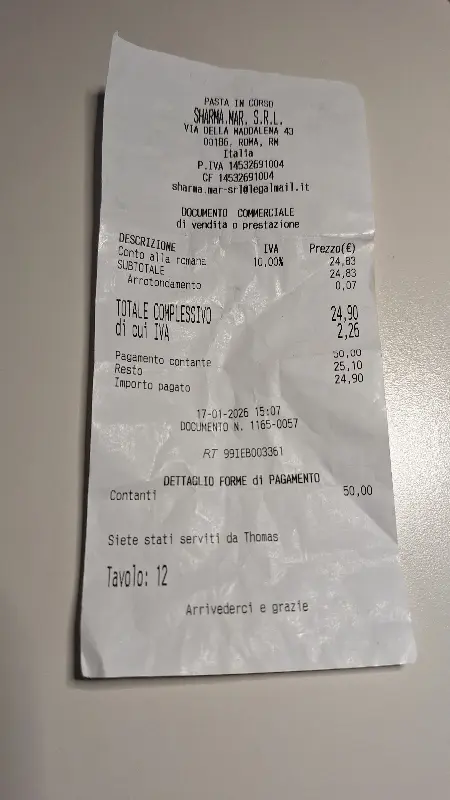 PASTA IN CORSO
SHARMA.MAR. S.R.L.
VIA DELLA MADDALENA 43
00186, ROMA, RM
Italia
P.IVA 14532691004
CF 14532691004
sharma.mar-srl@legalmail.it
DOCUMENTO COMMERCIALE
di vendita o prestazione
DESCRIZIONE IVA Prezzo(€)
Conto alla romana 10,00% 24,83
SUBTOTALE 24,83
Arrotondamento 0,07
TOTALE COMPLESSIVO 24,90
di cui IVA 2,26
Pagamento contante 50,00
Resto 25,10
Importo pagato 24,90
17-01-2026 15:07
DOCUMENTO N. 1165-0057
RT 99IEB003361
DETTAGLIO FORME di PAGAMENTO
Contanti 50,00
Siete stati serviti da Thomas
Tavolo: 12
Arrivederci e grazie